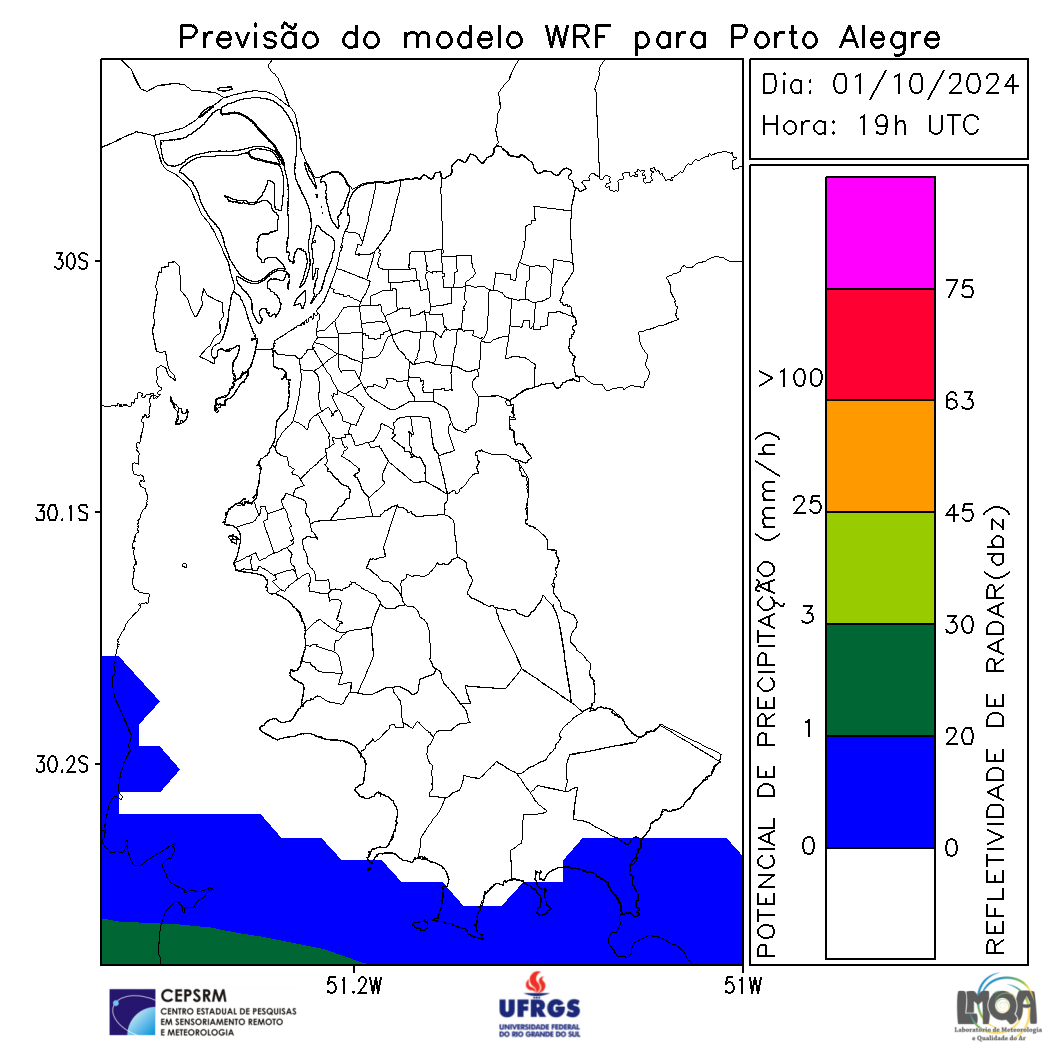 Previsão do modelo WRF para Porto Alegre
Dia: 01/10/2024
Hora: 19h UTC
30S
30.1S
30.2S
51.2W
51W
POTENCIAL DE PRECIPITAÇÃO (mm/h)
>100
25
3
1
0
75
63
45
30
20
0
REFLETIVIDADE DE RADAR(dbz)
CEPSRM
CENTRO ESTADUAL DE PESQUISAS
EM SENSORIAMENTO REMOTO
E METEOROLOGIA
UFRGS
UNIVERSIDADE FEDERAL
DO RIO GRANDE DO SUL
LMQA
Laboratório de Meteorologia
e Qualidade do Ar